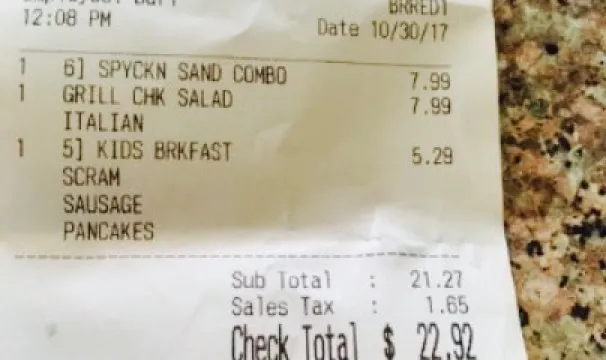 12:08 PM
BRRED1
Date 10/30/17
1 6] SPYCKN SAND COMBO 7.99
1 GRILL CHK SALAD 7.99
ITALIAN
1 5] KIDS BRKFAST 5.29
SCRAM
SAUSAGE
PANCAKES
Sub Total : 21.27
Sales Tax : 1.65
Check Total $ 22.92